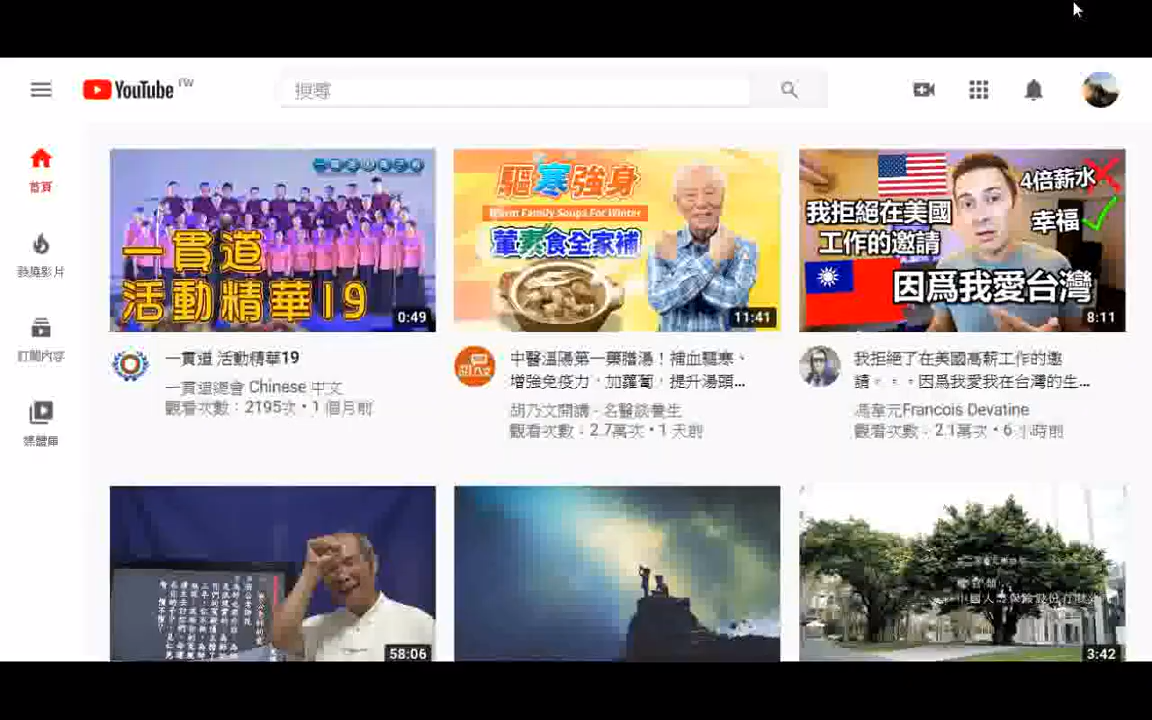 YouTube TW
搜尋
首頁
發燒影片
訂閱內容
媒體庫
一貫道
活動精華19
0:49
一貫道 活動精華19
一貫道總會 Chinese 中文
觀看次數：2195次・1 個月前
驅寒強身
Warm Family Soups For Winter
葷素食全家補
11:41
中醫溫陽第一藥膳湯！補血驅寒、
增強免疫力，加蘿蔔，提升湯頭...
胡乃文開講 - 名醫談養生
觀看次數：2.7萬次・1 天前
4倍薪水
我拒絕在美國
工作的邀請
幸福
因爲我愛台灣
8:11
我拒絕了在美國高薪工作的邀
請。。。因爲我愛我在台灣的生...
馮韋元Francois Devatine
觀看次數：2.1萬次・6 小時前
58:06
3:42